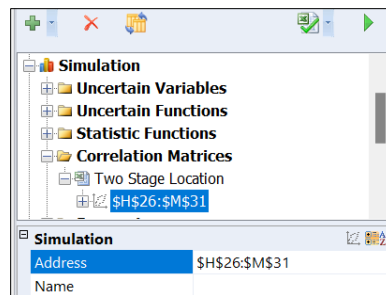 Simulation
Uncertain Variables
Uncertain Functions
Statistic Functions
Correlation Matrices
Two Stage Location
$H$26:$M$31
Simulation
Address $H$26:$M$31
Name